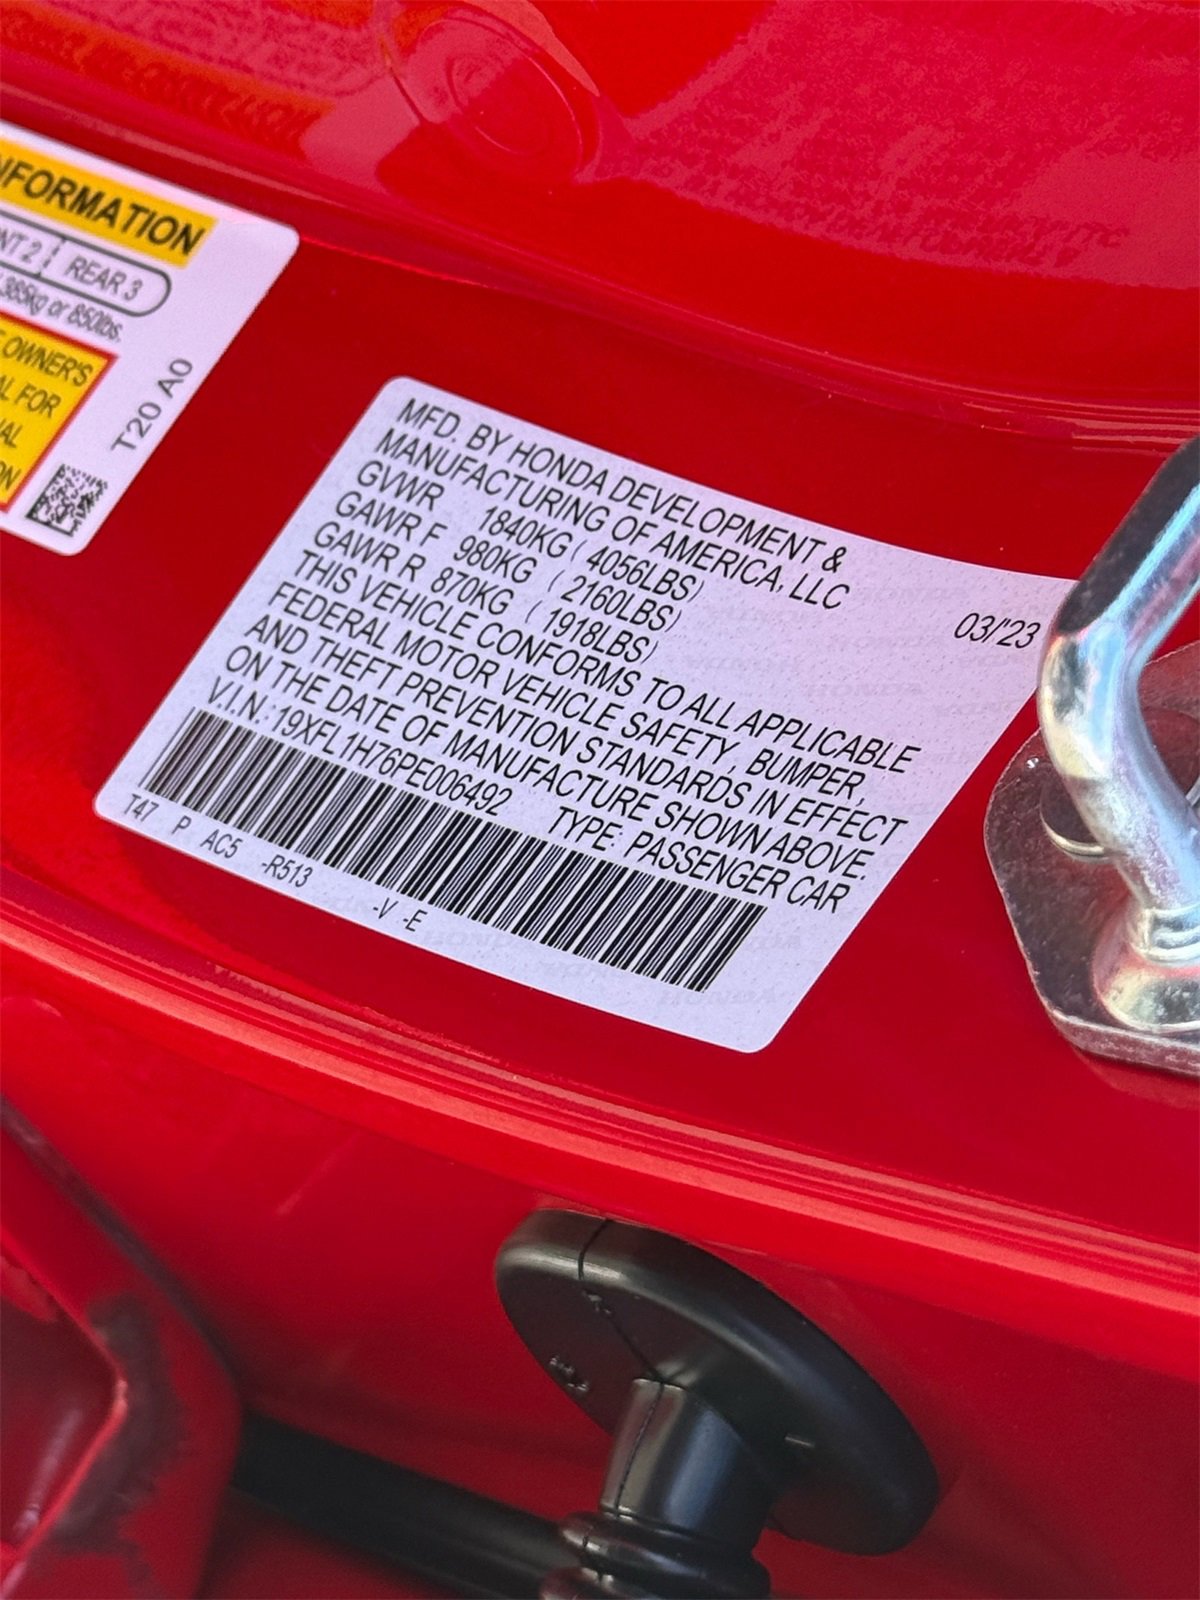 NFORMATION
NT 2 REAR 3
385kg or 850lbs.
OWNER'S
AL FOR
AL
ON
T20 A0
MFD. BY HONDA DEVELOPMENT &
MANUFACTURING OF AMERICA, LLC
GVWR 1840KG ( 4056LBS)
GAWR F 980KG ( 2160LBS)
GAWR R 870KG ( 1918LBS)
03/'23
THIS VEHICLE CONFORMS TO ALL APPLICABLE
FEDERAL MOTOR VEHICLE SAFETY, BUMPER,
AND THEFT PREVENTION STANDARDS IN EFFECT
ON THE DATE OF MANUFACTURE SHOWN ABOVE.
V.I.N.: 19XFL1H76PE006492 TYPE: PASSENGER CAR
T47 P AC5 -R513 -V -E